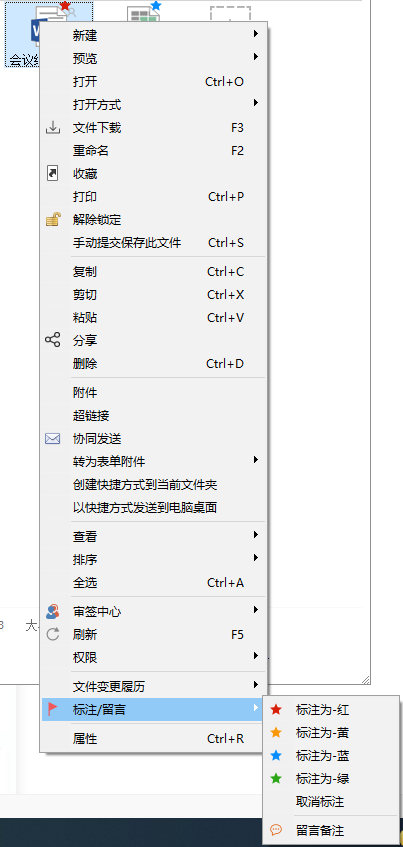 会议
新建
预览
打开 Ctrl+O
打开方式
文件下载 F3
重命名 F2
收藏
打印 Ctrl+P
解除锁定
手动提交保存此文件 Ctrl+S
复制 Ctrl+C
剪切 Ctrl+X
粘贴 Ctrl+V
分享
删除 Ctrl+D
附件
超链接
协同发送
转为表单附件
创建快捷方式到当前文件夹
以快捷方式发送到电脑桌面
查看
排序
全选 Ctrl+A
审签中心
大
刷新 F5
权限
文件变更履历
标注/留言
标注为-红
标注为-黄
属性 Ctrl+R
标注为-蓝
标注为-绿
取消标注
留言备注